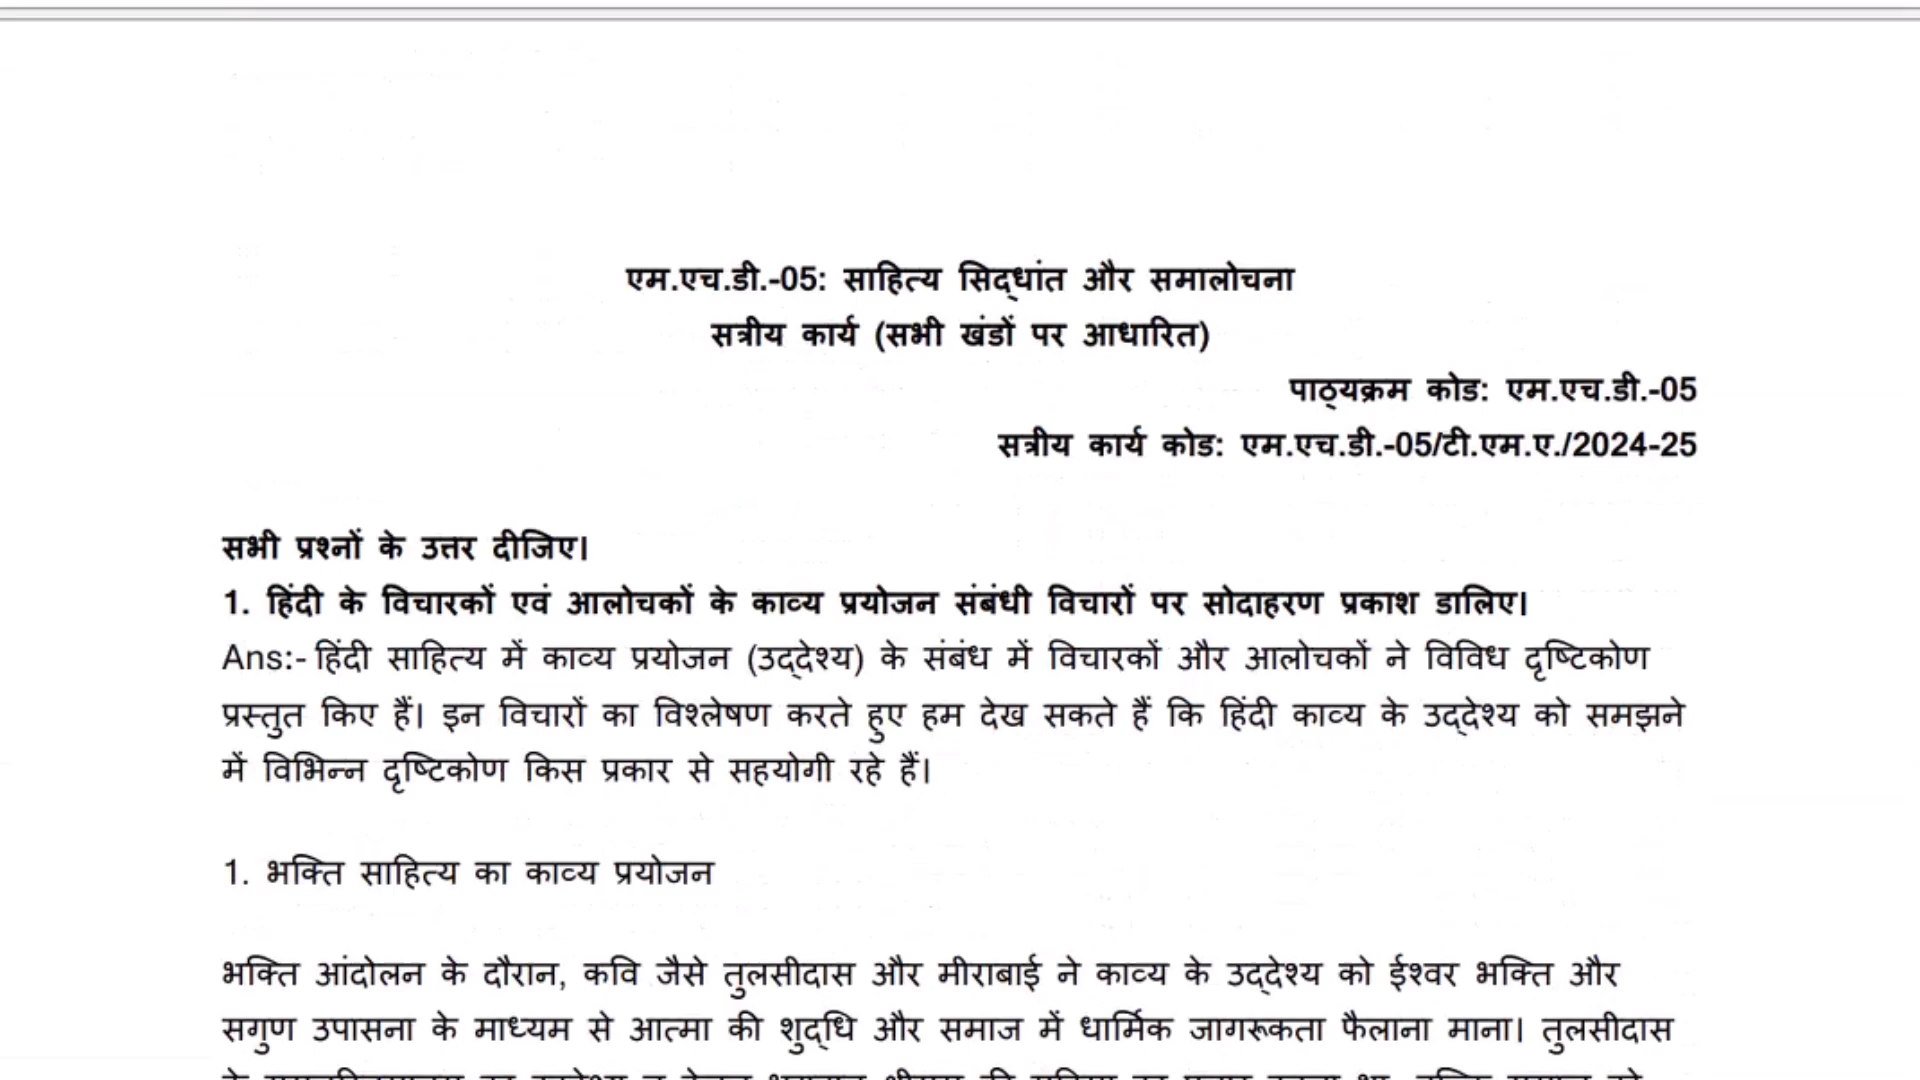 एम.एच.डी.-05: साहित्य सिद्धांत और समालोचना
सत्रीय कार्य (सभी खंडों पर आधारित)
पाठ्यक्रम कोड: एम.एच.डी.-05
सत्रीय कार्य कोड: एम.एच.डी.-05/टी.एम.ए./2024-25
सभी प्रश्नों के उत्तर दीजिए।
1. हिंदी के विचारकों एवं आलोचकों के काव्य प्रयोजन संबंधी विचारों पर सोदाहरण प्रकाश डालिए।
Ans:- हिंदी साहित्य में काव्य प्रयोजन (उद्देश्य) के संबंध में विचारकों और आलोचकों ने विविध दृष्टिकोण
प्रस्तुत किए हैं। इन विचारों का विश्लेषण करते हुए हम देख सकते हैं कि हिंदी काव्य के उद्देश्य को समझने
में विभिन्न दृष्टिकोण किस प्रकार से सहयोगी रहे हैं।
1. भक्ति साहित्य का काव्य प्रयोजन
भक्ति आंदोलन के दौरान, कवि जैसे तुलसीदास और मीराबाई ने काव्य के उद्देश्य को ईश्वर भक्ति और
सगुण उपासना के माध्यम से आत्मा की शुद्धि और समाज में धार्मिक जागरूकता फैलाना माना। तुलसीदास